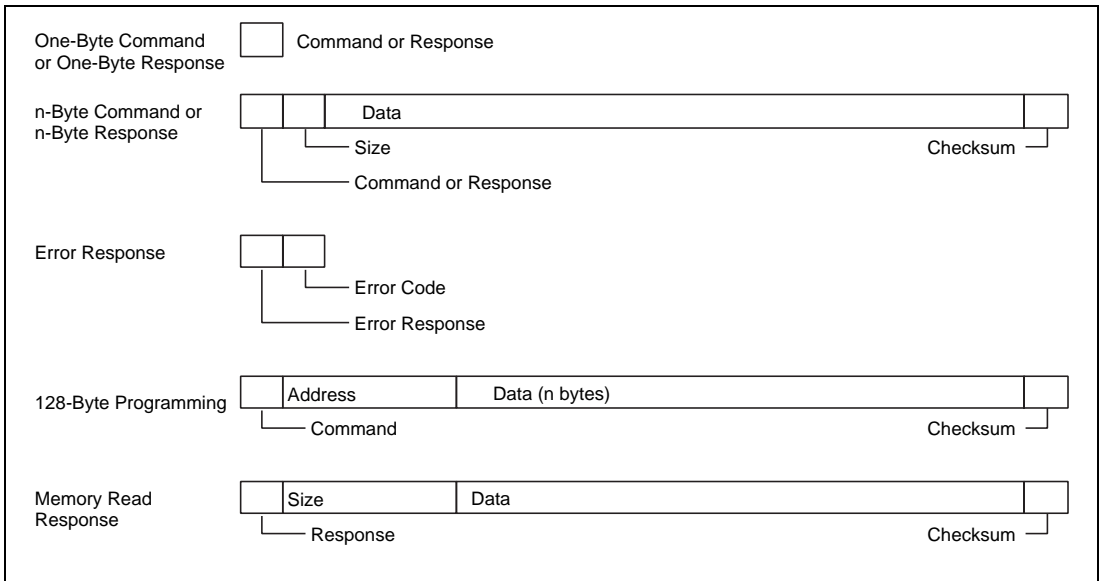 One-Byte Command
or One-Byte Response
Command or Response
n-Byte Command or
n-Byte Response
Data
Size
Checksum
Command or Response
Error Response
Error Code
Error Response
128-Byte Programming
Address
Data (n bytes)
Command
Checksum
Memory Read
Response
Size
Data
Response
Checksum